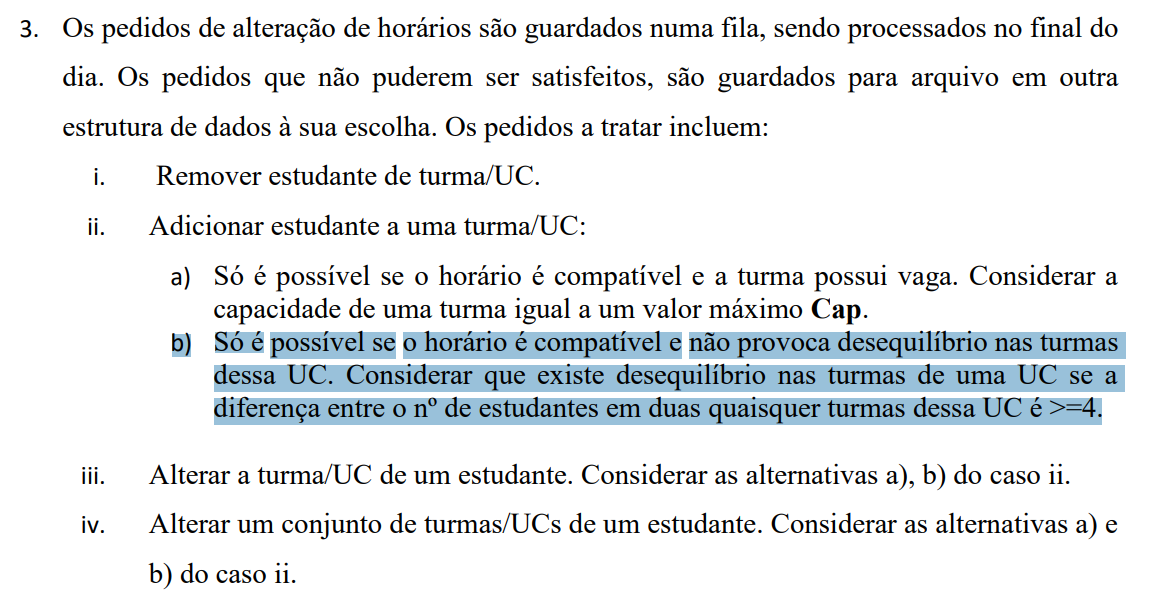 3. Os pedidos de alteração de horários são guardados numa fila, sendo processados no final do
dia. Os pedidos que não puderem ser satisfeitos, são guardados para arquivo em outra
estrutura de dados à sua escolha. Os pedidos a tratar incluem:
i. Remover estudante de turma/UC.
ii. Adicionar estudante a uma turma/UC:
a) Só é possível se o horário é compatível e a turma possui vaga. Considerar a
capacidade de uma turma igual a um valor máximo Cap.
b) Só é possível se o horário é compatível e não provoca desequilíbrio nas turmas
dessa UC. Considerar que existe desequilíbrio nas turmas de uma UC se a
diferença entre o nº de estudantes em duas quaisquer turmas dessa UC é >=4.
iii. Alterar a turma/UC de um estudante. Considerar as alternativas a), b) do caso ii.
iv. Alterar um conjunto de turmas/UCs de um estudante. Considerar as alternativas a) e
b) do caso ii.